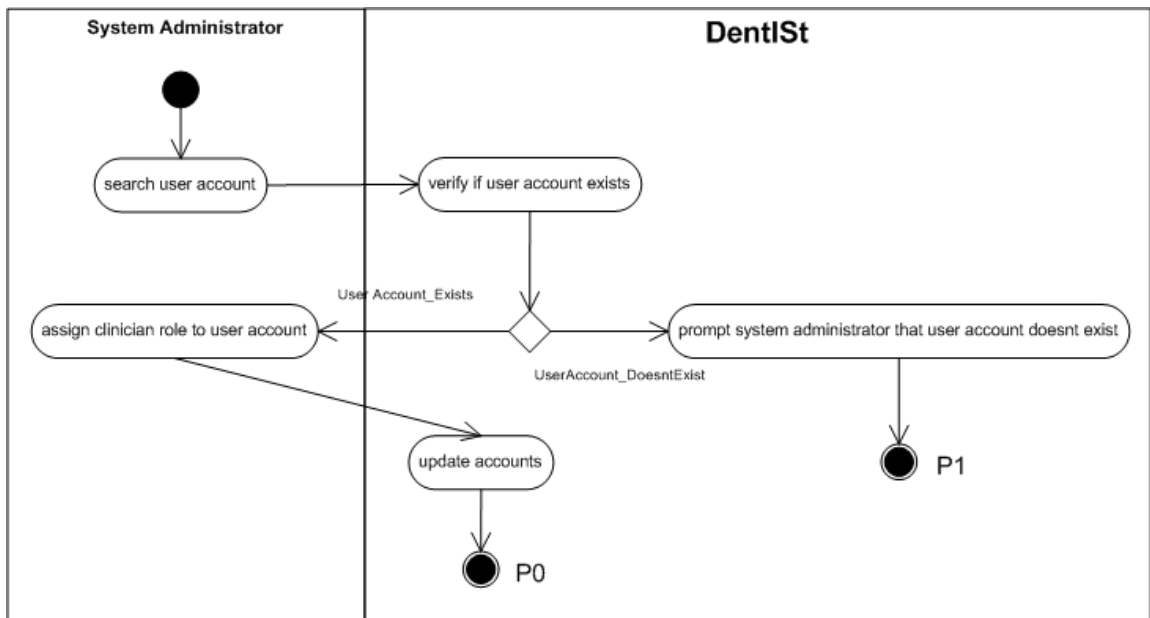 System Administrator
DentISt
search user account
verify if user account exists
User Account_Exists
assign clinician role to user account
prompt system administrator that user account doesnt exist
UserAccount_DoesntExist
update accounts
P1
P0